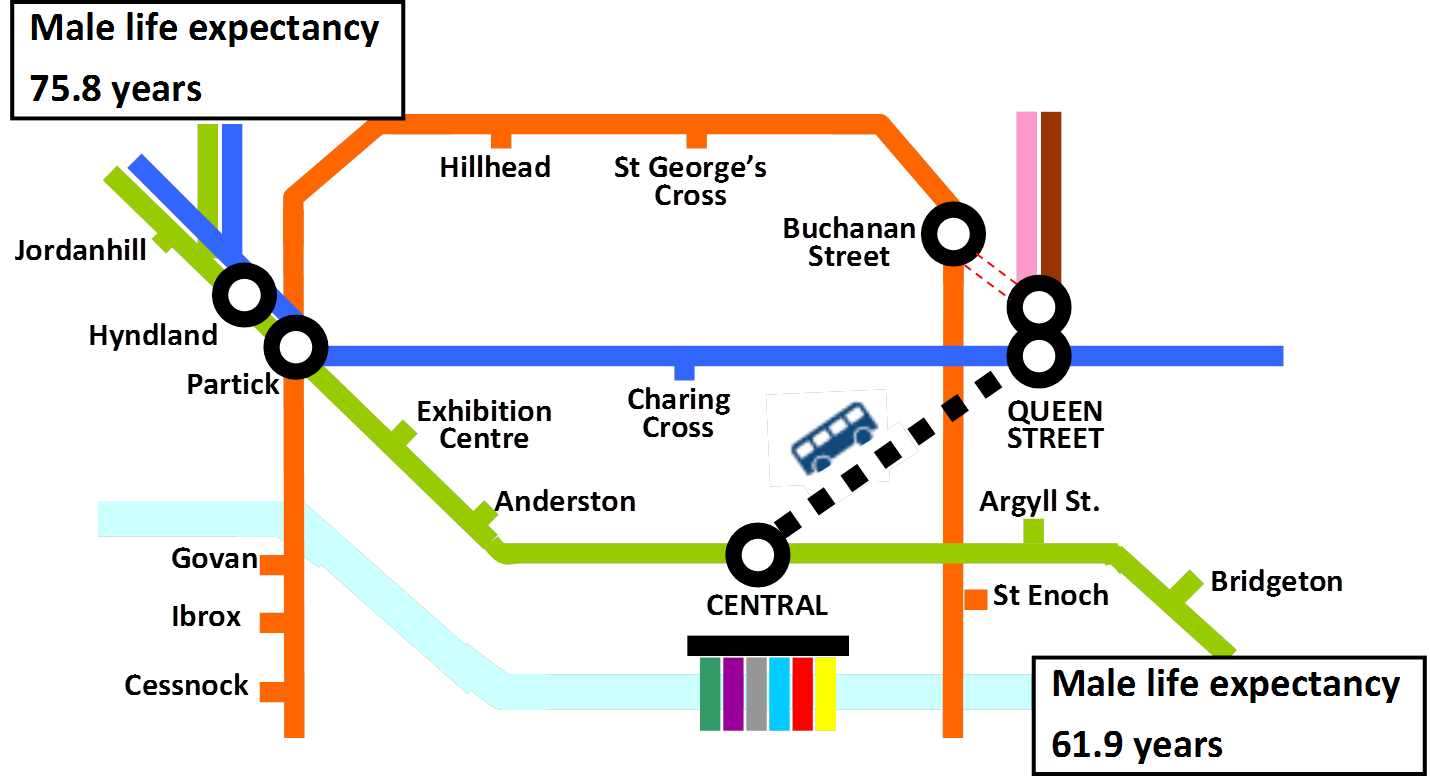 Male life expectancy
75.8 years
Hillhead
St George's
Cross
Buchanan
Street
Jordanhill
Hyndland
Partick
Exhibition
Centre
Charing
Cross
QUEEN
STREET
Anderston
Argyll St.
Govan
Ibrox
Cessnock
CENTRAL
St Enoch
Bridgeton
Male life expectancy
61.9 years